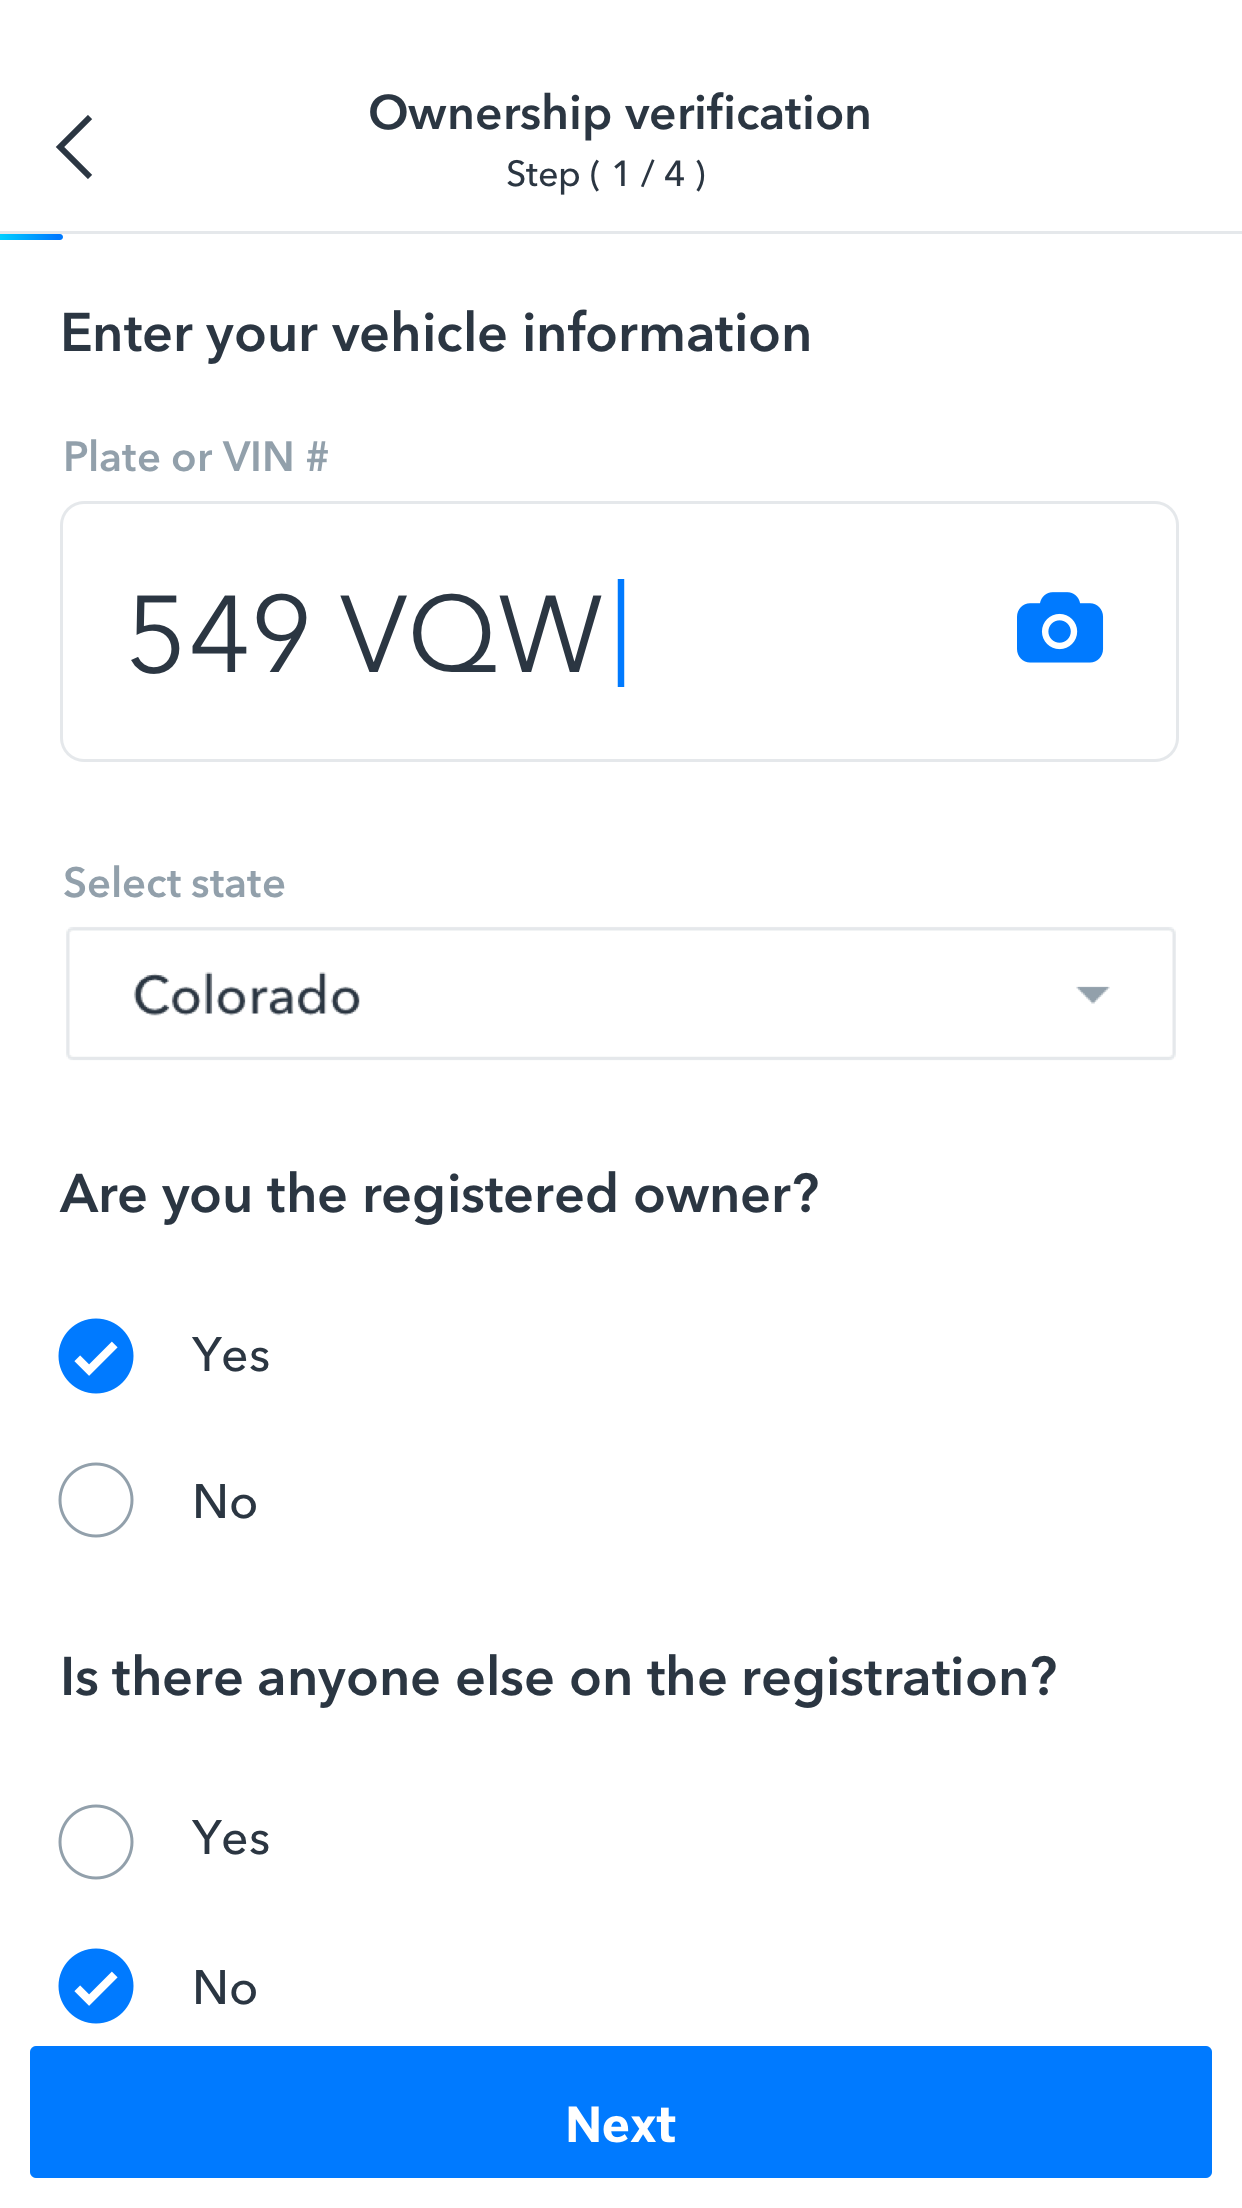 Ownership verification
Step ( 1 / 4 )
Enter your vehicle information
Plate or VIN #
549 VQW
Select state
Colorado
Are you the registered owner?
Yes
No
Is there anyone else on the registration?
Yes
No
Next